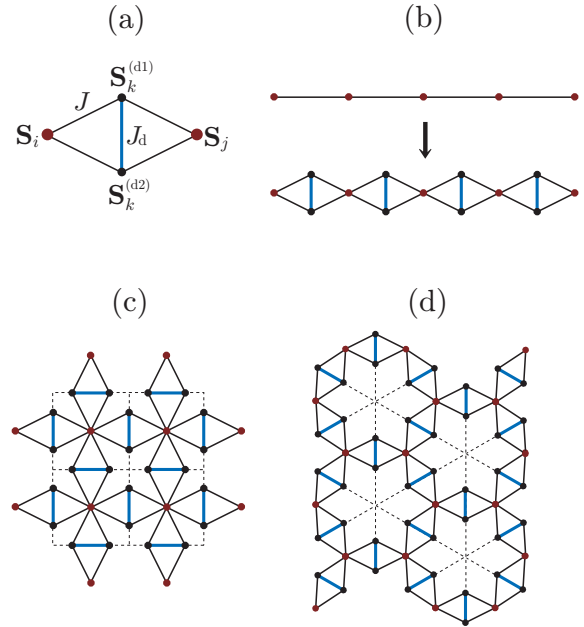 (a)
(b)
S_k^(d1)
J
S_i
J_d
S_j
S_k^(d2)
(c)
(d)